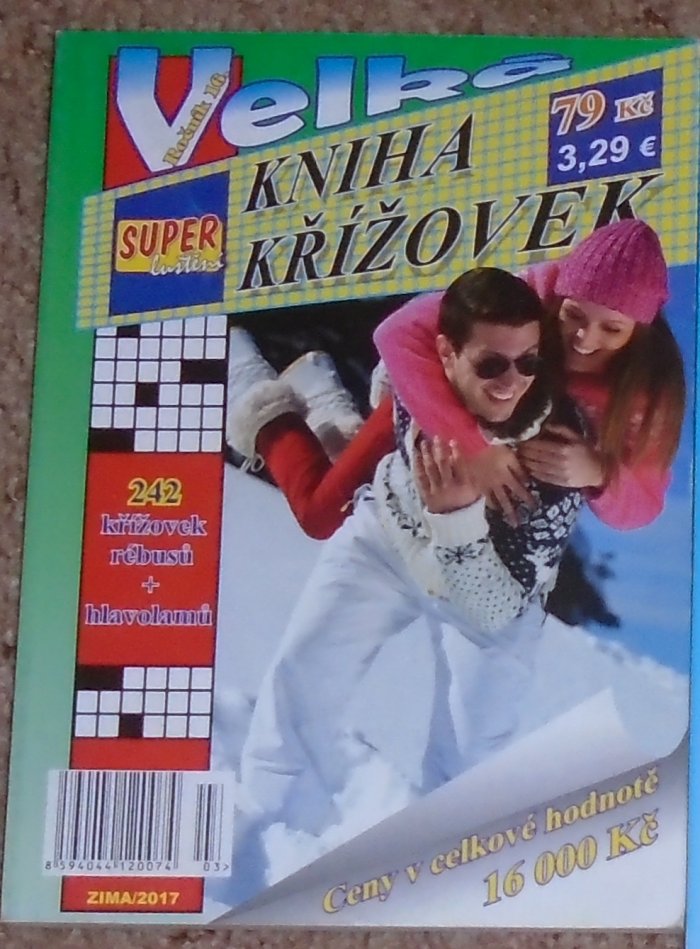 Velká
Ročník 16
KNIHA
KŘÍŽOVEK
79 Kč
3,29 €
SUPER
luštění
242
křížovek
rébusů
+
hlavolamů
8 594044 120074 03>
ZIMA/2017
Ceny v celkové hodnotě
16 000 Kč